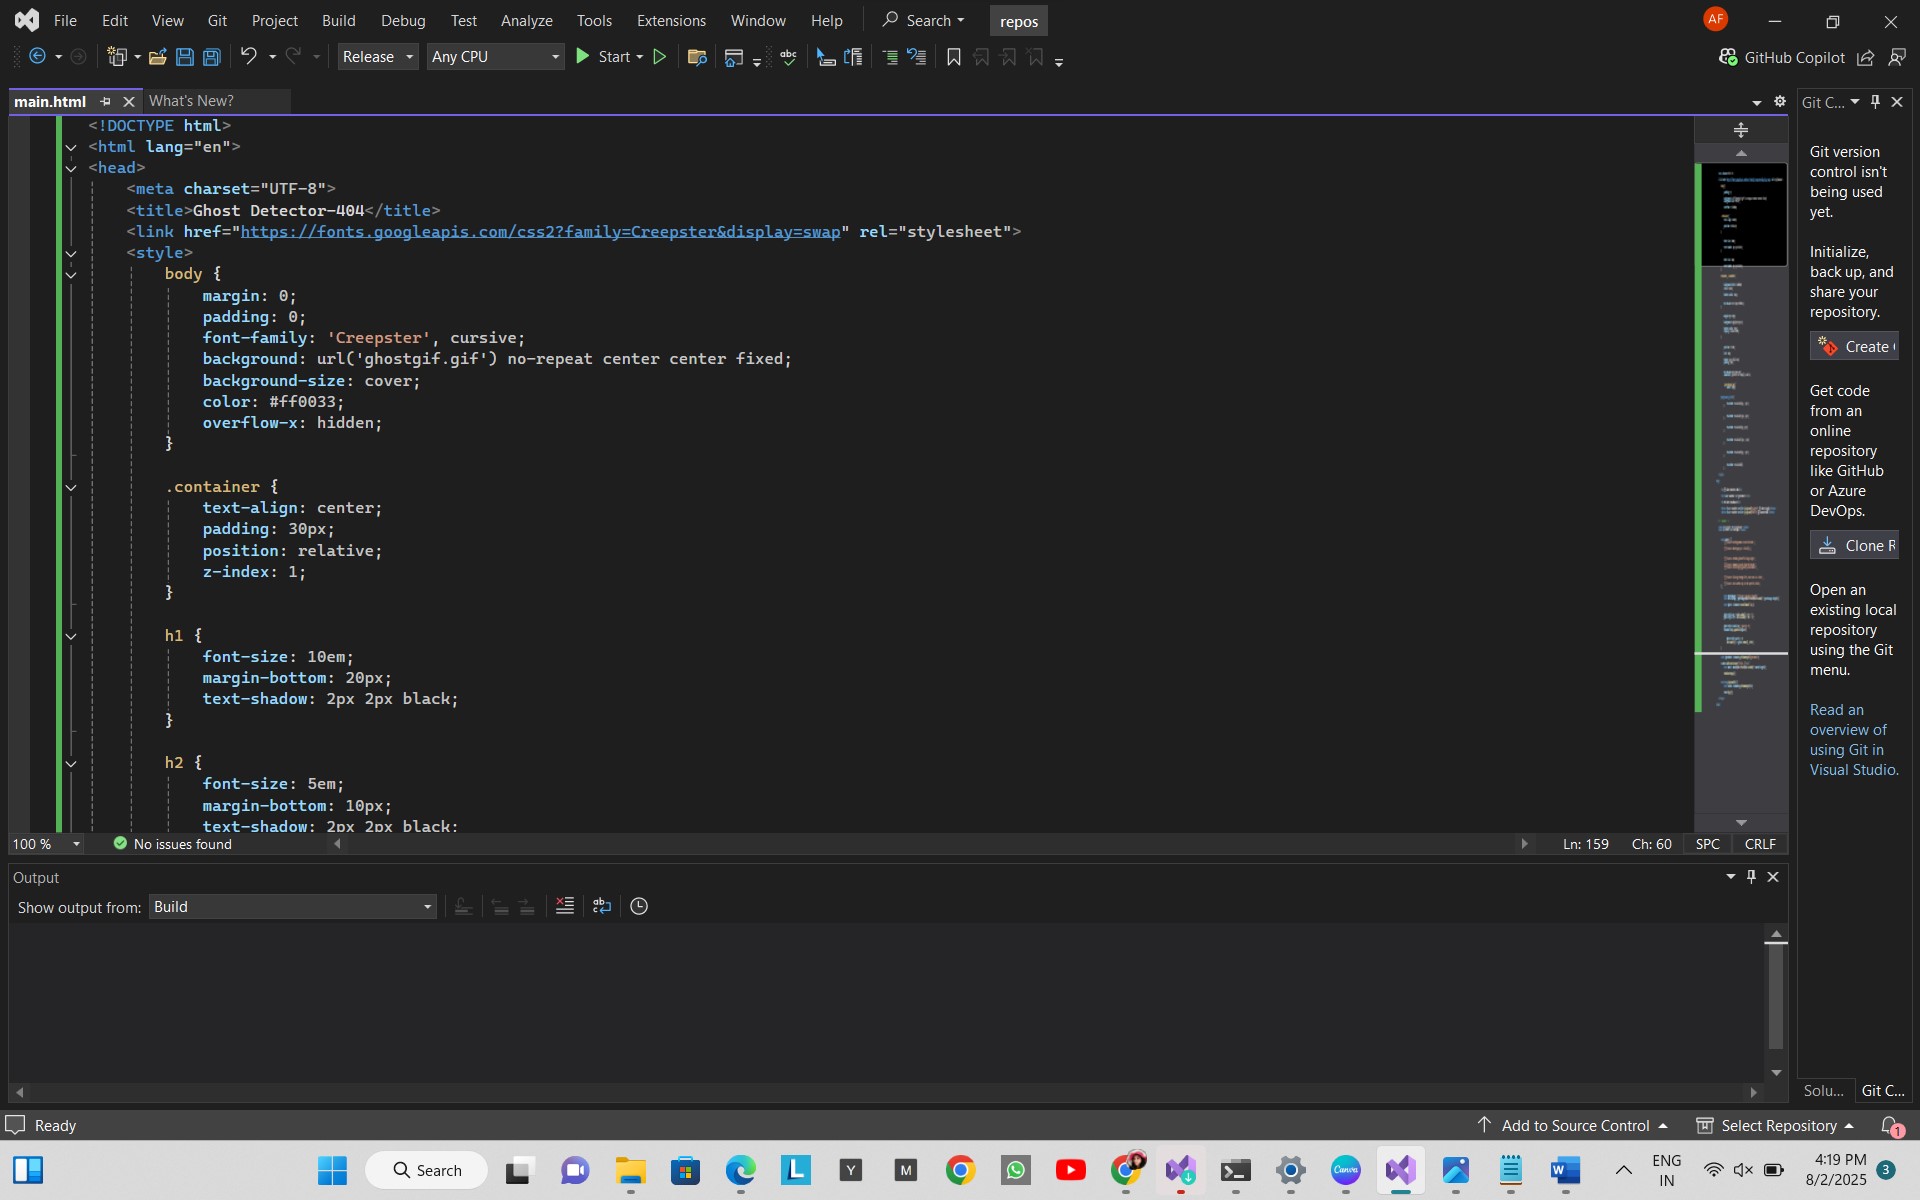 File Edit View Git Project Build Debug Test Analyze Tools Extensions Window Help Search repos AF
Release Any CPU Start GitHub Copilot
main.html What's New? Git C...
<!DOCTYPE html>
<html lang="en">
<head>
<meta charset="UTF-8">
<title>Ghost Detector-404</title>
<link href="https://fonts.googleapis.com/css2?family=Creepster&display=swap" rel="stylesheet">
<style>
body {
margin: 0;
padding: 0;
font-family: 'Creepster', cursive;
background: url('ghostgif.gif') no-repeat center center fixed;
background-size: cover;
color: #ff0033;
overflow-x: hidden;
}
.container {
text-align: center;
padding: 30px;
position: relative;
z-index: 1;
}
h1 {
font-size: 10em;
margin-bottom: 20px;
text-shadow: 2px 2px black;
}
h2 {
font-size: 5em;
margin-bottom: 10px;
text-shadow: 2px 2px black;
100 % No issues found Ln: 159 Ch: 60 SPC CRLF
Git version
control isn't
being used
yet.
Initialize,
back up, and
share your
repository.
Create
Get code
from an
online
repository
like GitHub
or Azure
DevOps.
Clone R
Open an
existing local
repository
using the Git
menu.
Read an
overview of
using Git in
Visual Studio.
Output
Show output from: Build
Solu... Git C...
Ready Add to Source Control Select Repository 1
Search Y M L Canva W ENG
IN
4:19 PM
8/2/2025
3